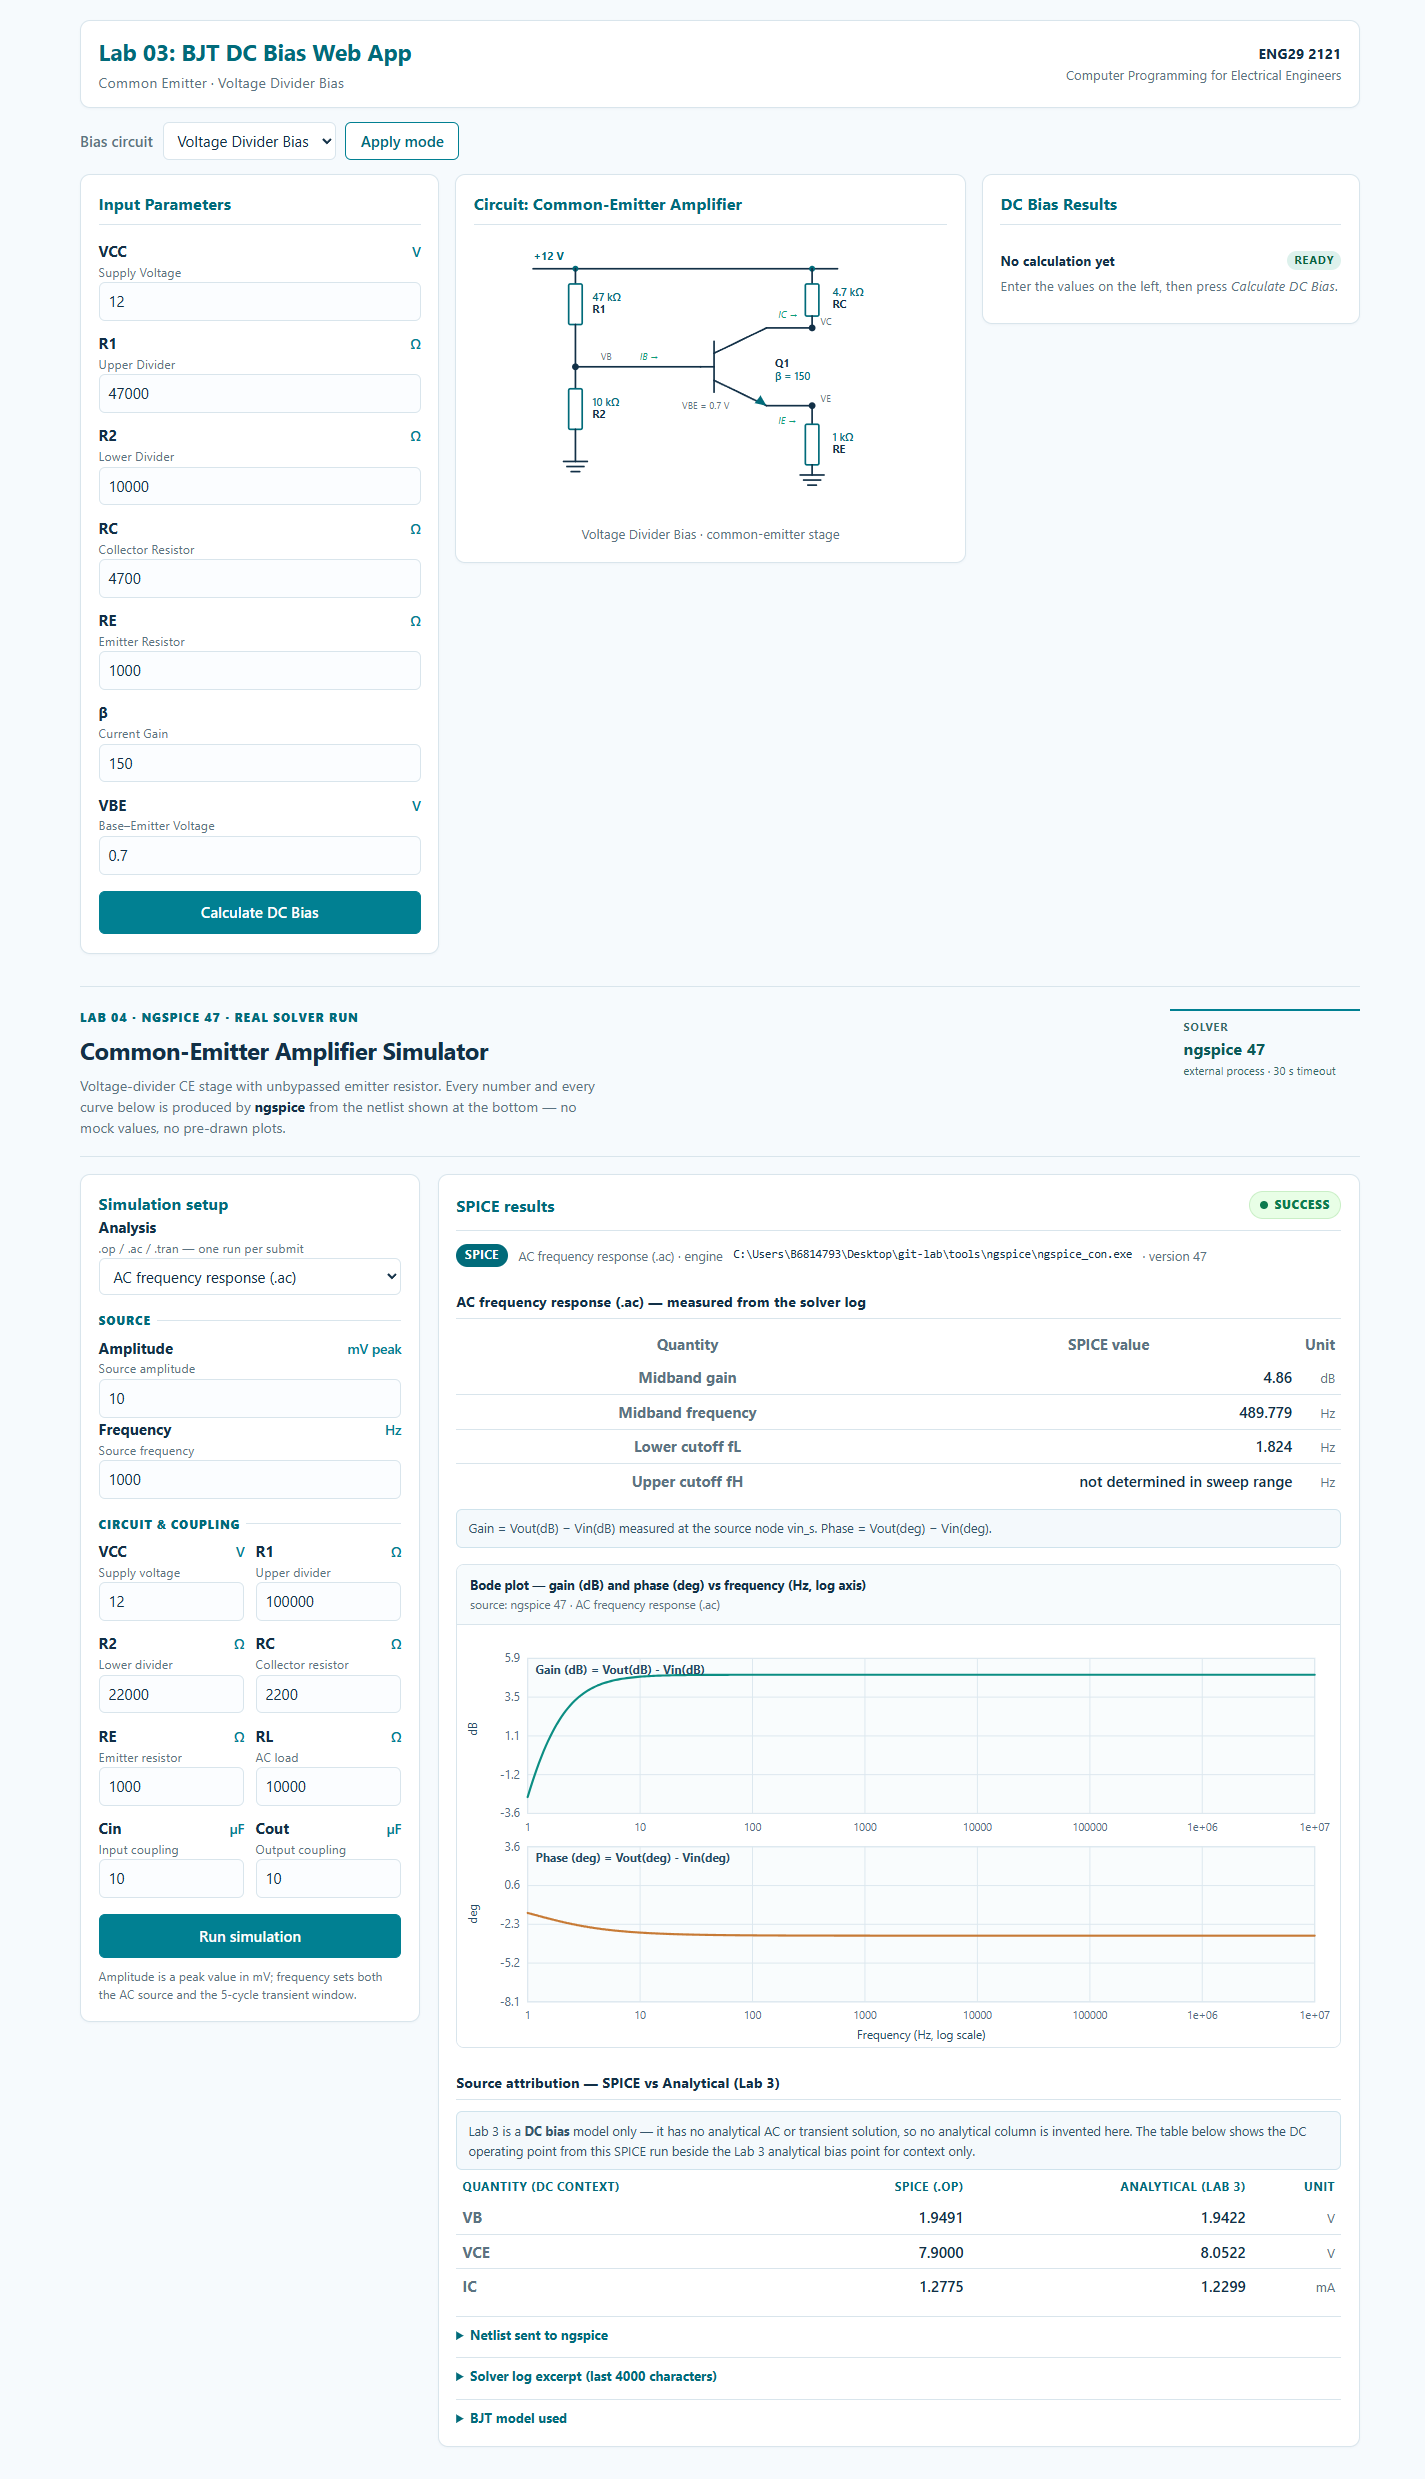 Lab 03: BJT DC Bias Web App
Common Emitter · Voltage Divider Bias
ENG29 2121
Computer Programming for Electrical Engineers
Bias circuit
Voltage Divider Bias
Apply mode
Input Parameters
VCC V
Supply Voltage
12
R1 Ω
Upper Divider
47000
R2 Ω
Lower Divider
10000
RC Ω
Collector Resistor
4700
RE Ω
Emitter Resistor
1000
β
Current Gain
150
VBE V
Base–Emitter Voltage
0.7
Calculate DC Bias
Circuit: Common-Emitter Amplifier
+12 V
47 kΩ
R1
4.7 kΩ
RC
IC →
VC
VB
IB →
Q1
β = 150
10 kΩ
R2
VBE = 0.7 V
VE
IE →
1 kΩ
RE
Voltage Divider Bias · common-emitter stage
DC Bias Results
No calculation yet
READY
Enter the values on the left, then press Calculate DC Bias.
LAB 04 · NGSPICE 47 · REAL SOLVER RUN
Common-Emitter Amplifier Simulator
Voltage-divider CE stage with unbypassed emitter resistor. Every number and every
curve below is produced by ngspice from the netlist shown at the bottom — no
mock values, no pre-drawn plots.
SOLVER
ngspice 47
external process · 30 s timeout
Simulation setup
Analysis
.op / .ac / .tran — one run per submit
AC frequency response (.ac)
SOURCE
Amplitude mV peak
Source amplitude
10
Frequency Hz
Source frequency
1000
CIRCUIT & COUPLING
VCC V R1 Ω
Supply voltage Upper divider
12 100000
R2 Ω RC Ω
Lower divider Collector resistor
22000 2200
RE Ω RL Ω
Emitter resistor AC load
1000 10000
Cin µF Cout µF
Input coupling Output coupling
10 10
Run simulation
Amplitude is a peak value in mV; frequency sets both
the AC source and the 5-cycle transient window.
SPICE results
SUCCESS
SPICE AC frequency response (.ac) · engine C:\Users\B6814793\Desktop\git-lab\tools\ngspice\ngspice_con.exe · version 47
AC frequency response (.ac) — measured from the solver log
Quantity SPICE value Unit
Midband gain 4.86 dB
Midband frequency 489.779 Hz
Lower cutoff fL 1.824 Hz
Upper cutoff fH not determined in sweep range Hz
Gain = Vout(dB) − Vin(dB) measured at the source node vin_s. Phase = Vout(deg) − Vin(deg).
Bode plot — gain (dB) and phase (deg) vs frequency (Hz, log axis)
source: ngspice 47 · AC frequency response (.ac)
Gain (dB) = Vout(dB) - Vin(dB)
5.9
3.5
1.1
-1.2
-3.6
dB
1 10 100 1000 10000 100000 1e+06 1e+07
Phase (deg) = Vout(deg) - Vin(deg)
3.6
0.6
-2.3
-5.2
-8.1
deg
1 10 100 1000 10000 100000 1e+06 1e+07
Frequency (Hz, log scale)
Source attribution — SPICE vs Analytical (Lab 3)
Lab 3 is a DC bias model only — it has no analytical AC or transient solution, so no analytical column is invented here. The table below shows the DC
operating point from this SPICE run beside the Lab 3 analytical bias point for context only.
QUANTITY (DC CONTEXT) SPICE (.OP) ANALYTICAL (LAB 3) UNIT
VB 1.9491 1.9422 V
VCE 7.9000 8.0522 V
IC 1.2775 1.2299 mA
▶ Netlist sent to ngspice
▶ Solver log excerpt (last 4000 characters)
▶ BJT model used